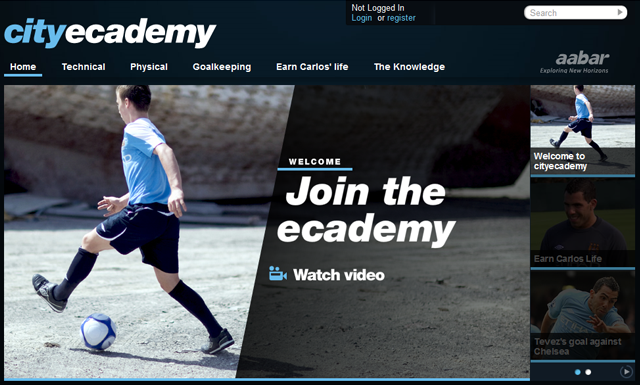 Not Logged In
Login or register
Search
cityecademy
Home
Technical
Physical
Goalkeeping
Earn Carlos' life
The Knowledge
aabar
Exploring New Horizons
WELCOME
Join the
ecademy
Watch video
Welcome to
cityecademy
Earn Carlos Life
Tevez's goal against
Chelsea